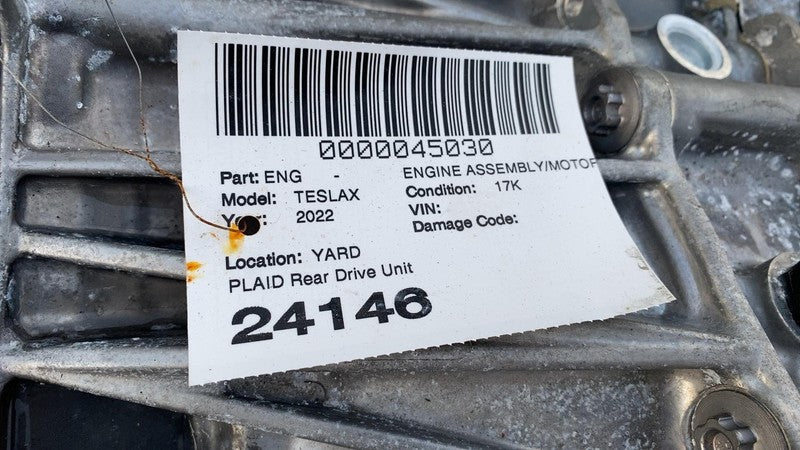 0000045030
Part: ENG - ENGINE ASSEMBLY/MOTOR
Model: TESLAX Condition: 17K
Year: 2022 VIN:
Damage Code:
Location: YARD
PLAID Rear Drive Unit
24146